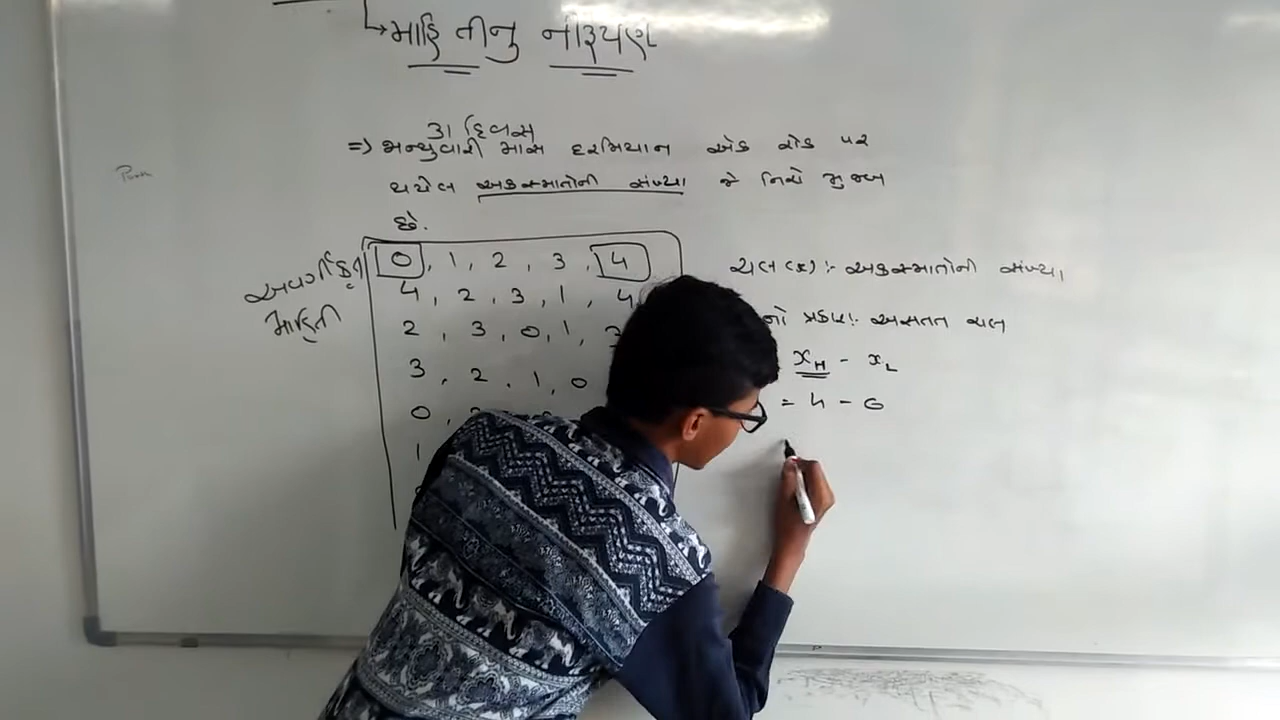 ↳ માહિતીનુ નીરૂપણ
31 દિવસ
=> જાન્યુઆરી માસ દરમિયાન એક રોડ પર
થયેલ અકસ્માતોની સંખ્યા નિચે મુજબ
છે.
અવર્ગીકૃત માહિતી
0, 1, 2, 3, 4
4, 2, 3, 1, 4
2, 3, 0, 1,
3, 2, 1, 0
0,
1
ચલ (x) :- અકસ્માતોની સંખ્યા
નો પ્રકાર :- અસતત ચલ
xH - xL
= 4 - 0